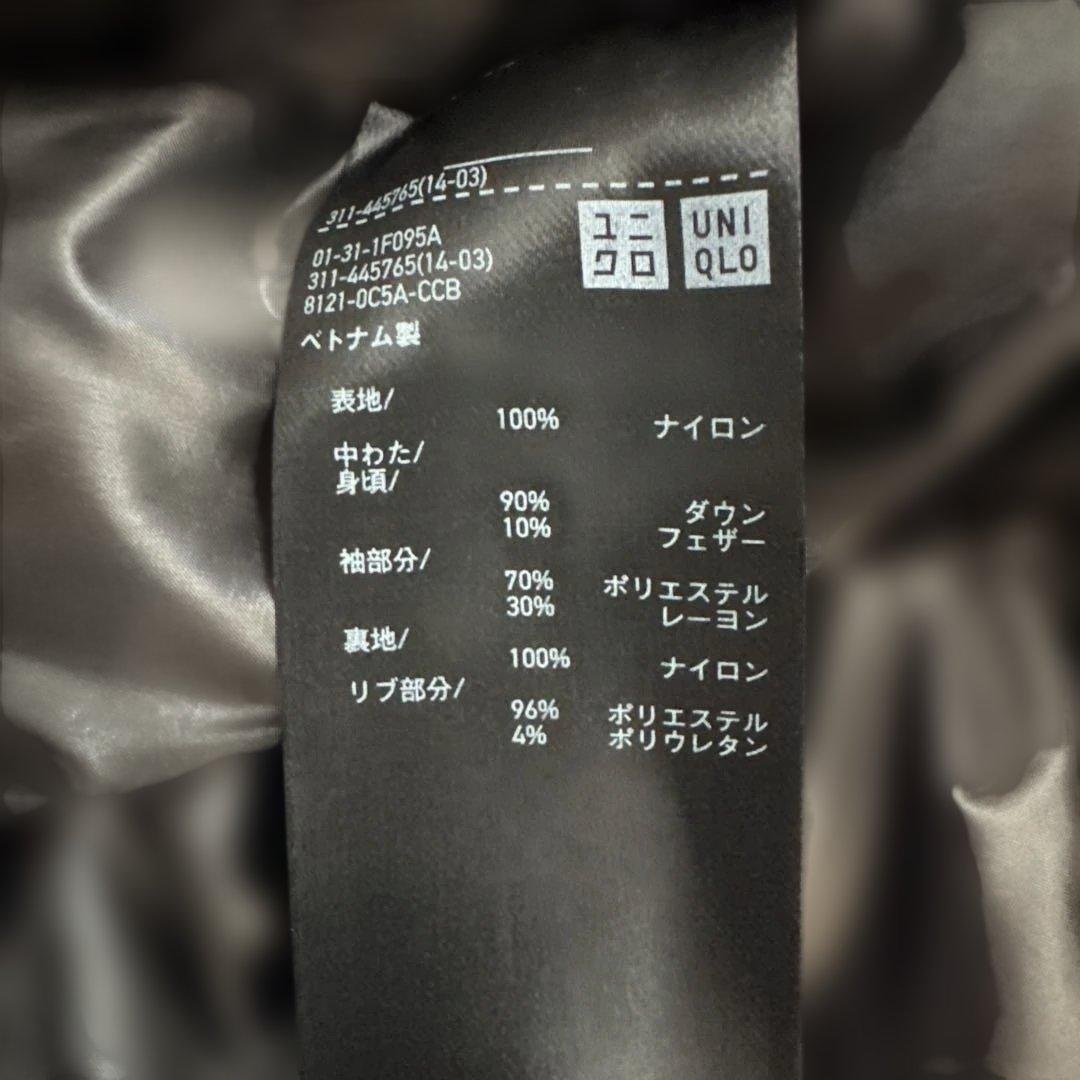 311-445765(14-03)
ユニクロ
UNIQLO
01-31-1F095A
311-445765(14-03)
8121-0C5A-CCB
ベトナム製
表地/
100% ナイロン
中わた/
身頃/
90% ダウン
10% フェザー
袖部分/
70% ポリエステル
30% レーヨン
裏地/
100% ナイロン
リブ部分/
96% ポリエステル
4% ポリウレタン